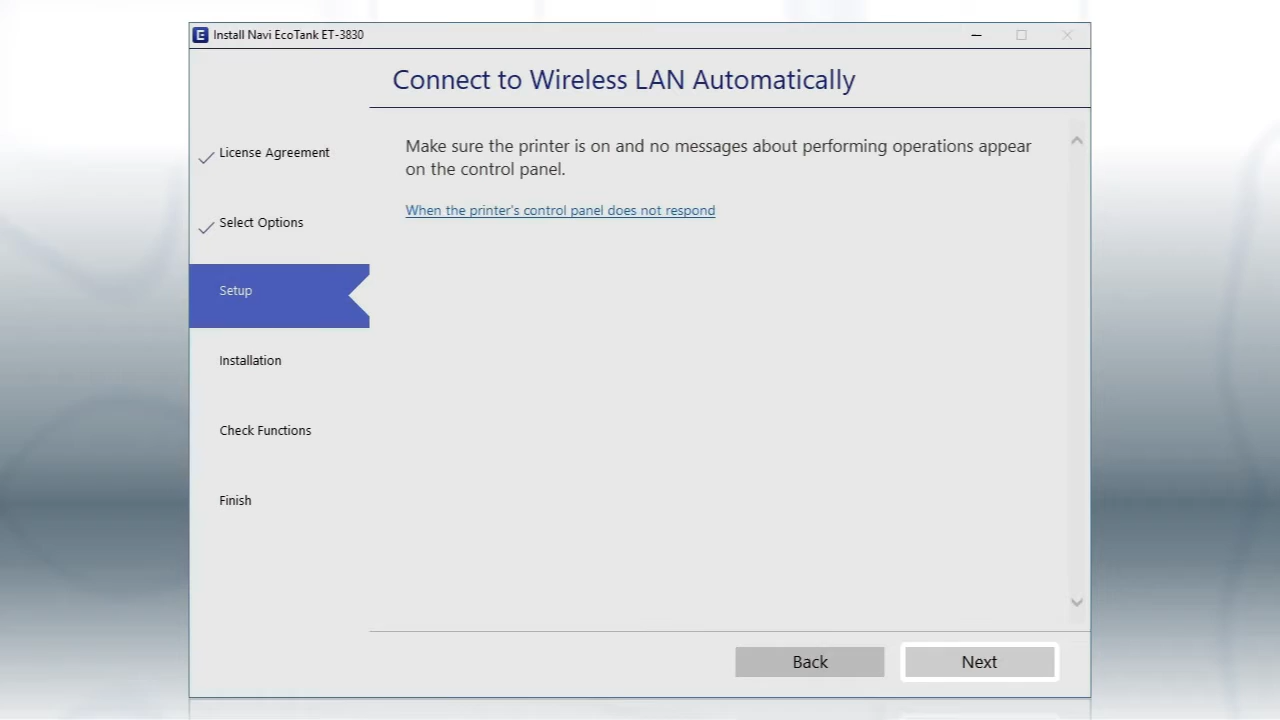 E Install Navi EcoTank ET-3830
Connect to Wireless LAN Automatically
License Agreement
Select Options
Setup
Installation
Check Functions
Finish
Make sure the printer is on and no messages about performing operations appear
on the control panel.
When the printer's control panel does not respond
Back
Next